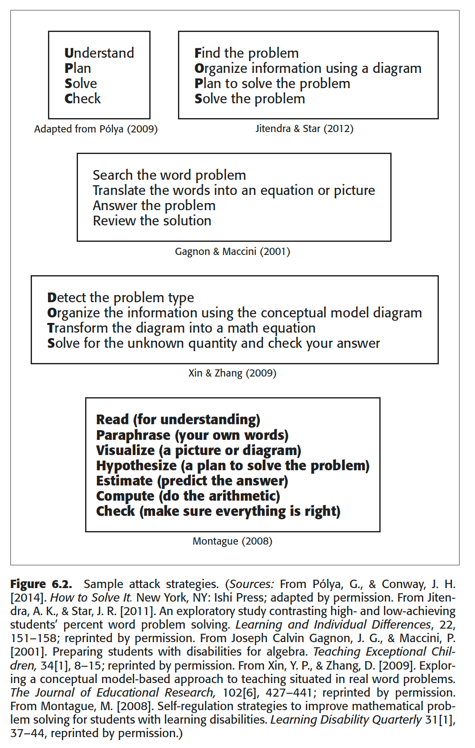 Understand
Plan
Solve
Check
Adapted from Pólya (2009)
Find the problem
Organize information using a diagram
Plan to solve the problem
Solve the problem
Jitendra & Star (2012)
Search the word problem
Translate the words into an equation or picture
Answer the problem
Review the solution
Gagnon & Maccini (2001)
Detect the problem type
Organize the information using the conceptual model diagram
Transform the diagram into a math equation
Solve for the unknown quantity and check your answer
Xin & Zhang (2009)
Read (for understanding)
Paraphrase (your own words)
Visualize (a picture or diagram)
Hypothesize (a plan to solve the problem)
Estimate (predict the answer)
Compute (do the arithmetic)
Check (make sure everything is right)
Montague (2008)
Figure 6.2. Sample attack strategies. (Sources: From Pólya, G., & Conway, J. H.
[2014]. How to Solve It. New York, NY: Ishi Press; adapted by permission. From Jiten-
dra, A. K., & Star, J. R. [2011]. An exploratory study contrasting high- and low-achieving
students' percent word problem solving. Learning and Individual Differences, 22,
151–158; reprinted by permission. From Joseph Calvin Gagnon, J. G., & Maccini, P.
[2001]. Preparing students with disabilities for algebra. Teaching Exceptional Chil-
dren, 34[1], 8–15; reprinted by permission. From Xin, Y. P., & Zhang, D. [2009]. Explor-
ing a conceptual model-based approach to teaching situated in real word problems.
The Journal of Educational Research, 102[6], 427–441; reprinted by permission.
From Montague, M. [2008]. Self-regulation strategies to improve mathematical prob-
lem solving for students with learning disabilities. Learning Disability Quarterly 31[1],
37–44, reprinted by permission.)